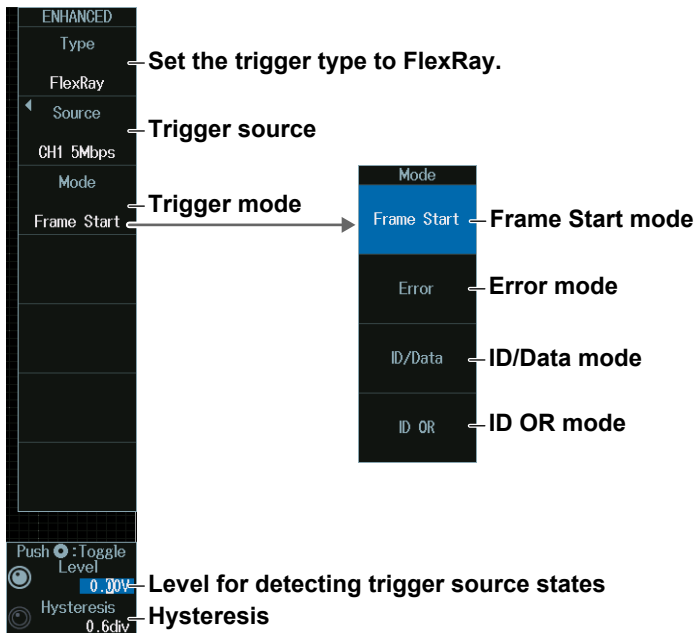 ENHANCED
Type
FlexRay
Set the trigger type to FlexRay.
Source
CH1 5Mbps
Trigger source
Mode
Frame Start
Trigger mode
Mode
Frame Start
Frame Start mode
Error
Error mode
ID/Data
ID/Data mode
ID OR
ID OR mode
Push :Toggle
Level
0.00V
Level for detecting trigger source states
Hysteresis
0.6div
Hysteresis